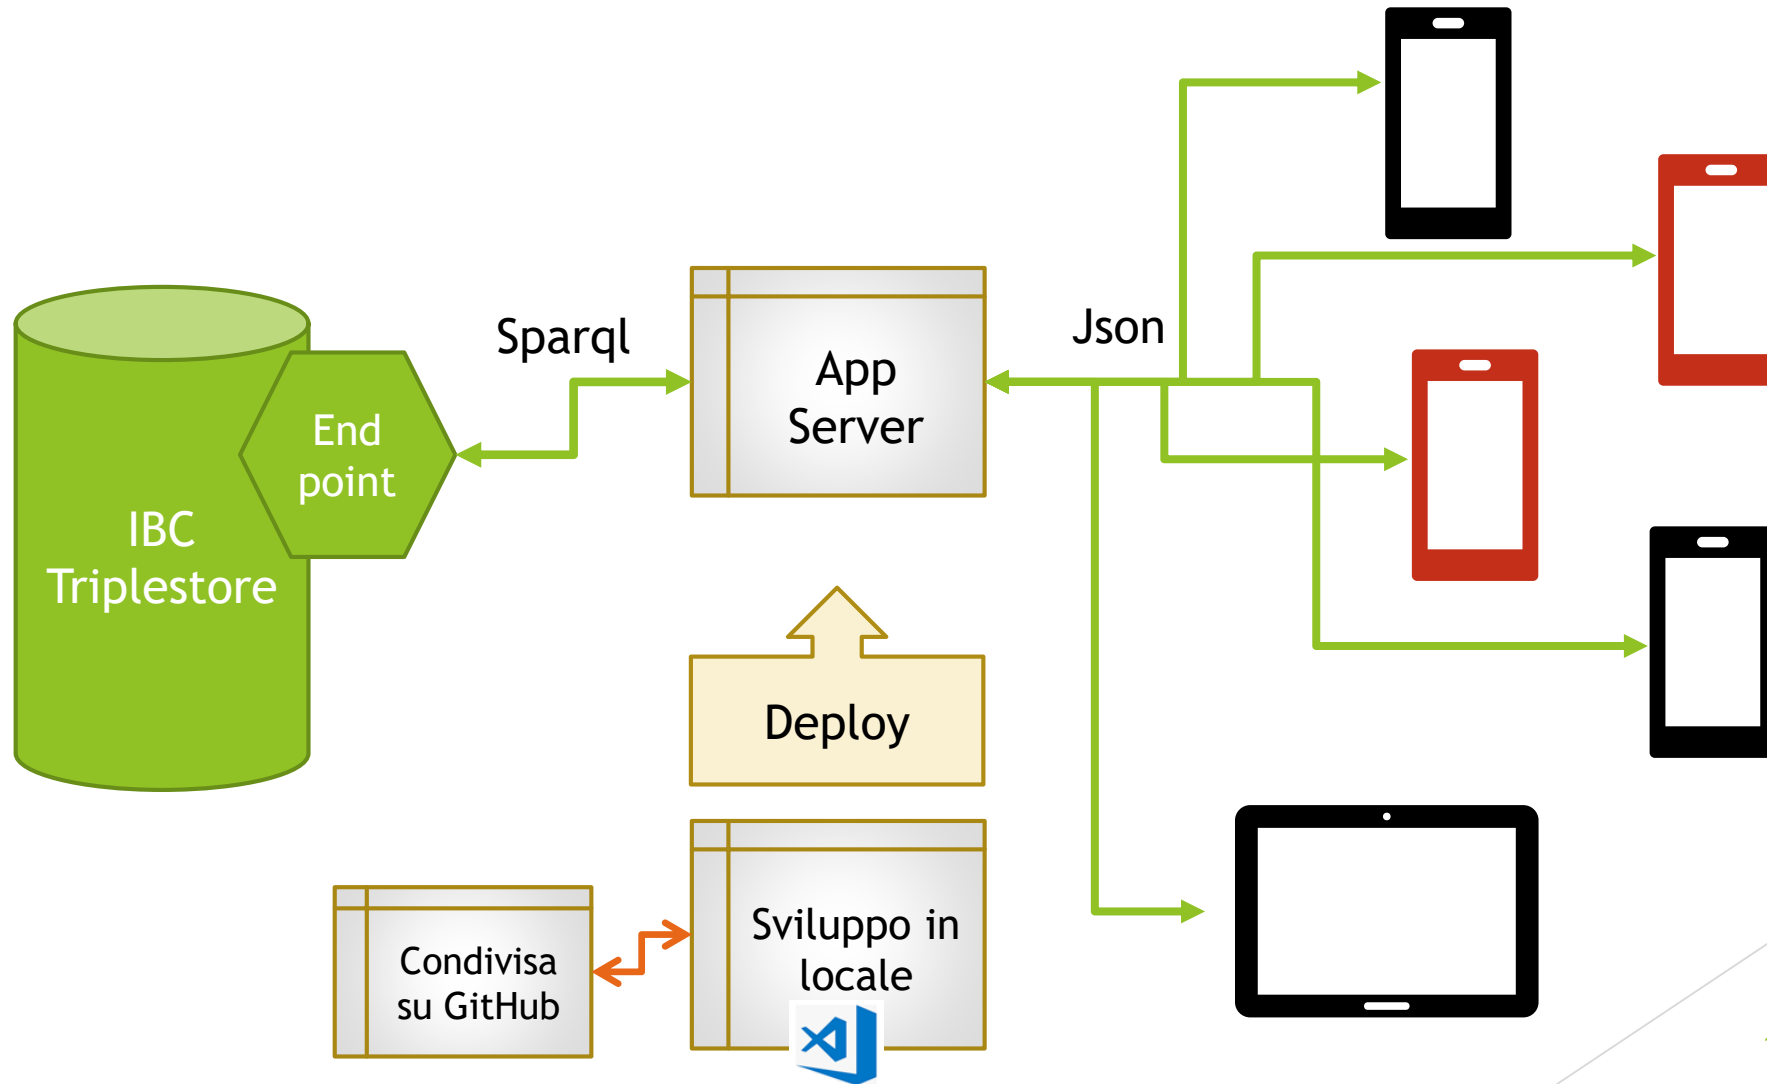 Sparql
Json
App
Server
End
point
IBC
Triplestore
Deploy
Sviluppo in
locale
Condivisa
su GitHub